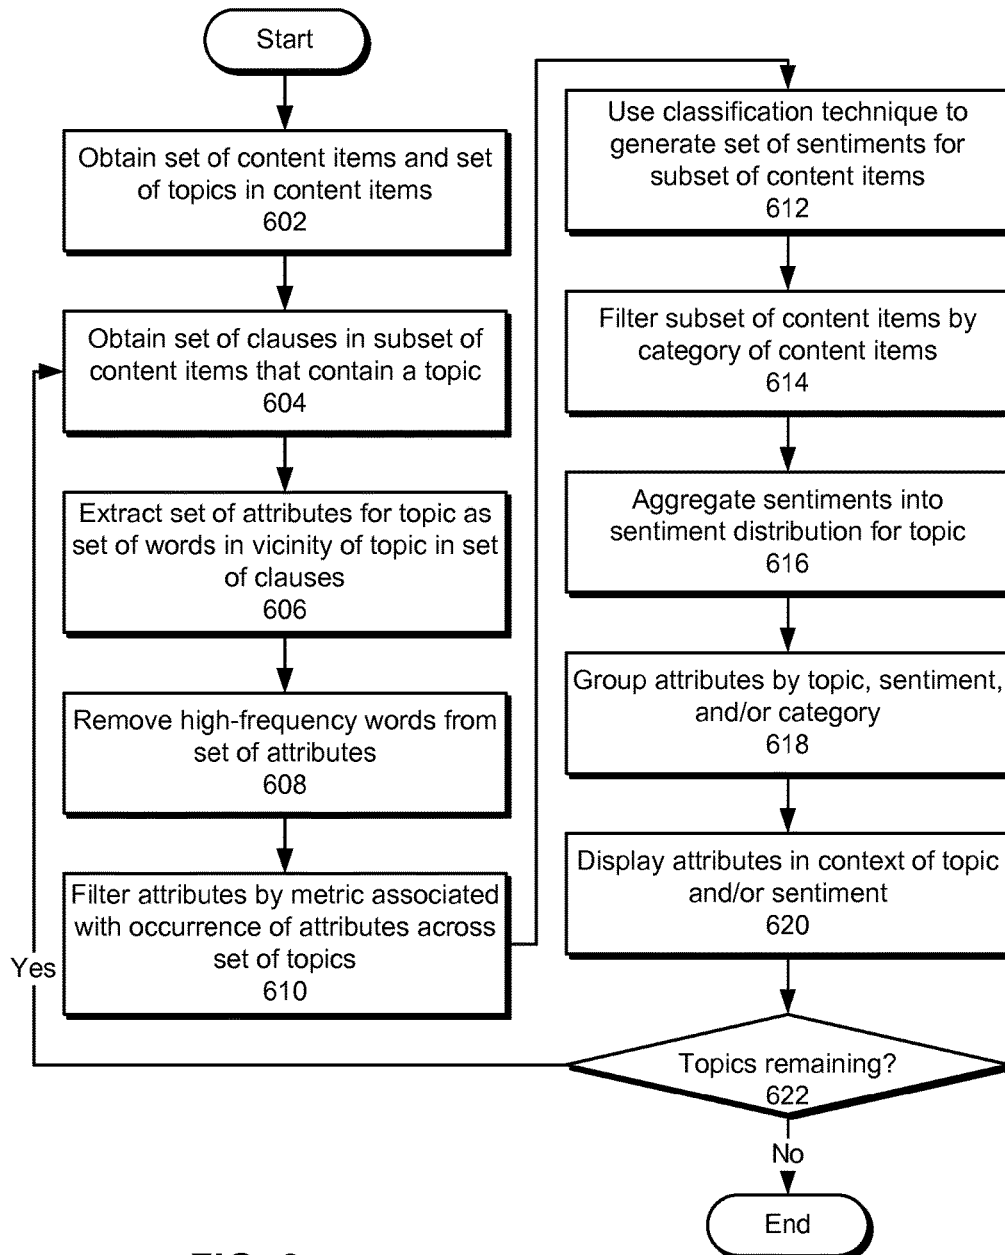 Start
Obtain set of content items and set
of topics in content items
602
Obtain set of clauses in subset of
content items that contain a topic
604
Extract set of attributes for topic as
set of words in vicinity of topic in set
of clauses
606
Remove high-frequency words from
set of attributes
608
Filter attributes by metric associated
with occurrence of attributes across
set of topics
610
Yes
Use classification technique to
generate set of sentiments for
subset of content items
612
Filter subset of content items by
category of content items
614
Aggregate sentiments into
sentiment distribution for topic
616
Group attributes by topic, sentiment,
and/or category
618
Display attributes in context of topic
and/or sentiment
620
Topics remaining?
622
No
End